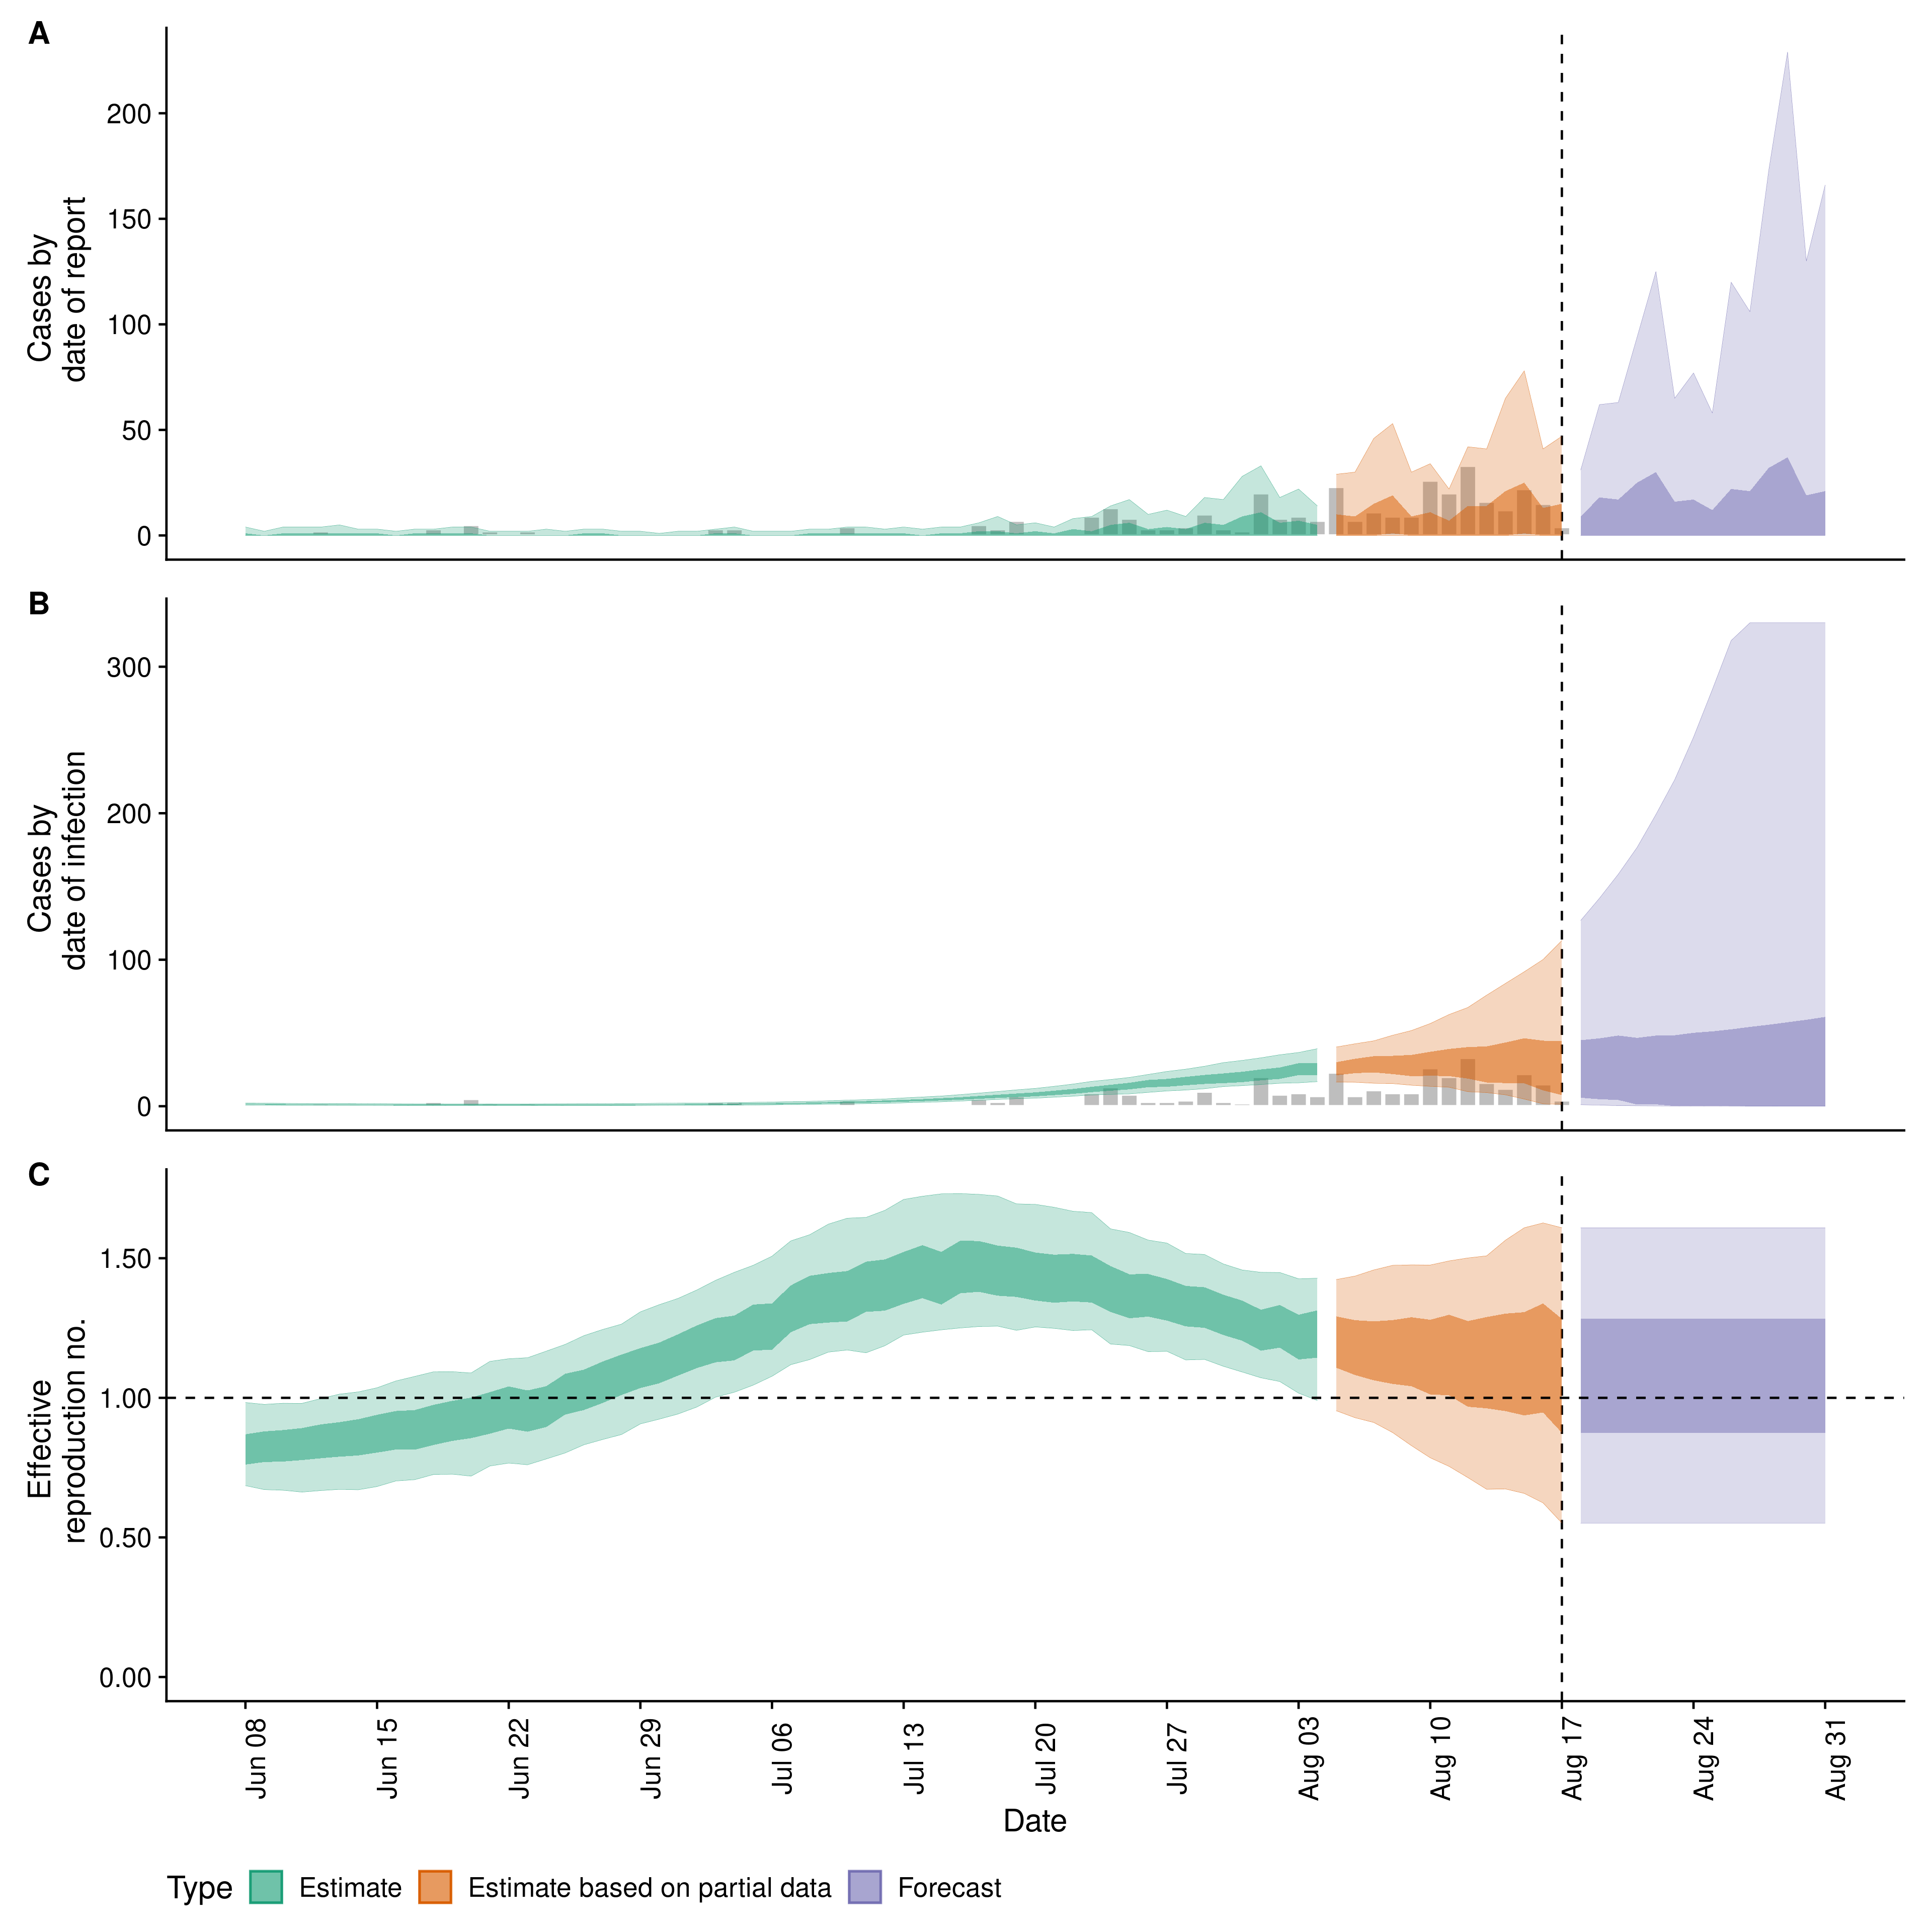 A
Cases by
date of report
200
150
100
50
0
B
Cases by
date of infection
300
200
100
0
C
Effective
reproduction no.
1.50
1.00
0.50
0.00
Jun 08
Jun 15
Jun 22
Jun 29
Jul 06
Jul 13
Jul 20
Jul 27
Aug 03
Aug 10
Aug 17
Aug 24
Aug 31
Date
Type Estimate Estimate based on partial data Forecast